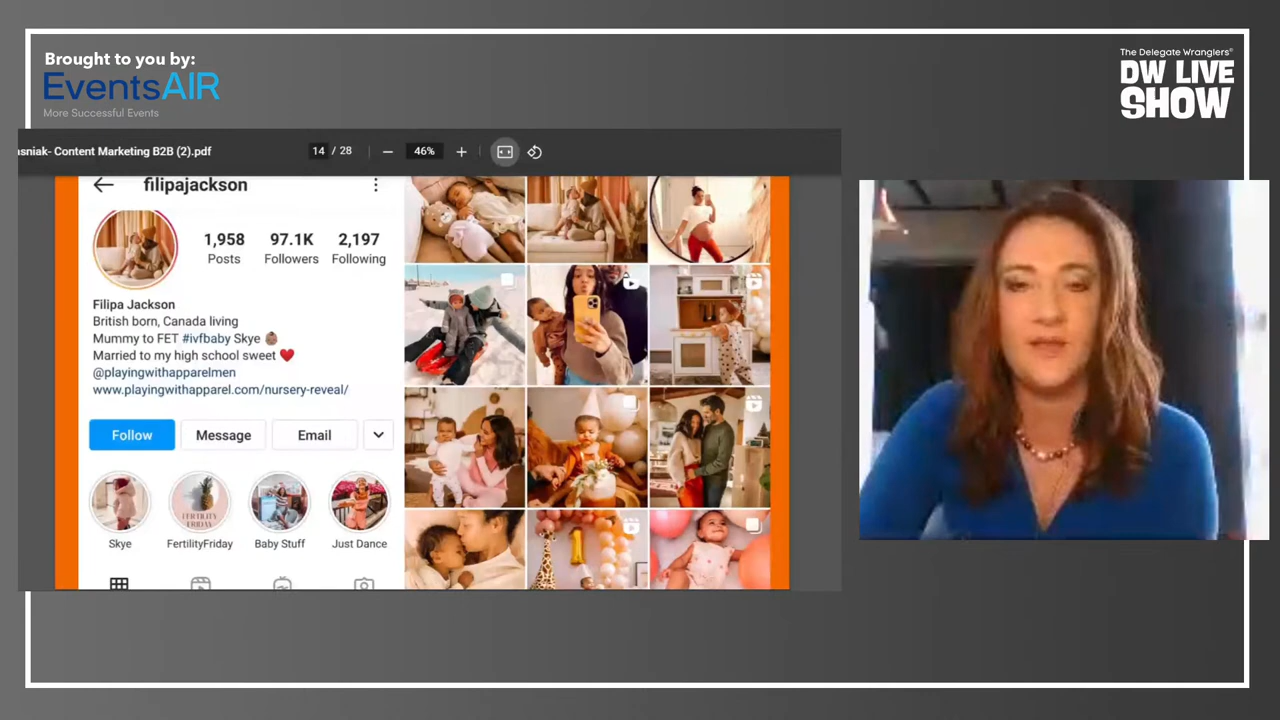 Brought to you by:
EventsAIR
More Successful Events
The Delegate Wranglers®
DW LIVE
SHOW
asniak- Content Marketing B2B (2).pdf
14 / 28
46%
filipajackson
1,958 97.1K 2,197
Posts Followers Following
Filipa Jackson
British born, Canada living
Mummy to FET #ivfbaby Skye 👶🏽
Married to my high school sweet ❤️
@playingwithapparelmen
www.playingwithapparel.com/nursery-reveal/
Follow Message Email
FERTILITY
FRIDAY
Skye FertilityFriday Baby Stuff Just Dance